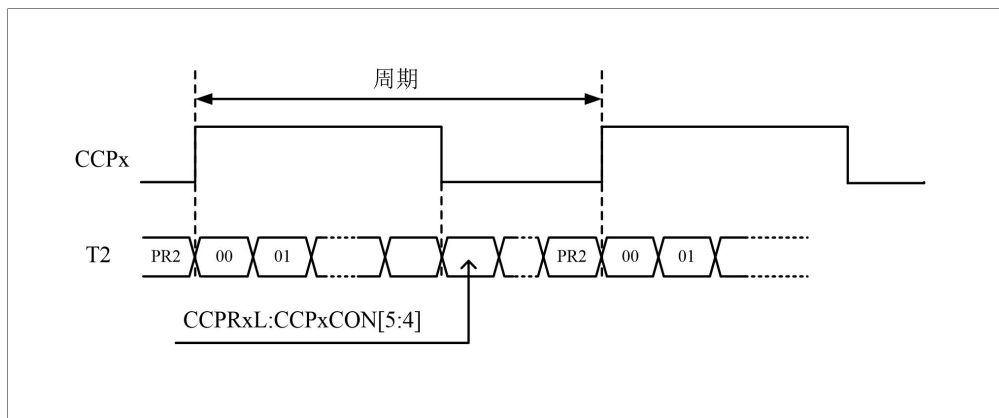 周期
CCPx
T2 PR2 00 01 PR2 00 01
CCPRxL:CCPxCON[5:4]